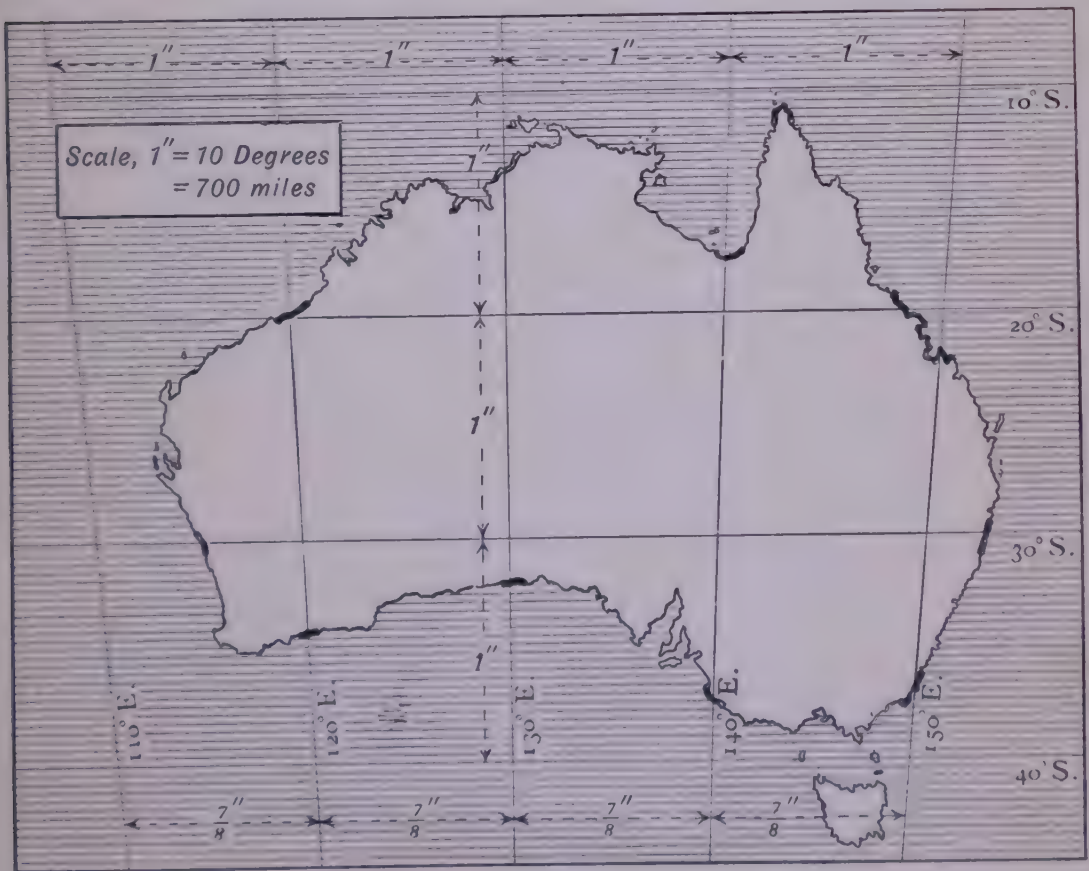 1″ 1″ 1″ 1″
10° S.
Scale, 1″= 10 Degrees
= 700 miles
1″
20° S.
1″
30° S.
1″
110° E. 120° E. 130° E. 140° E. 150° E.
40° S.
7/8″ 7/8″ 7/8″ 7/8″